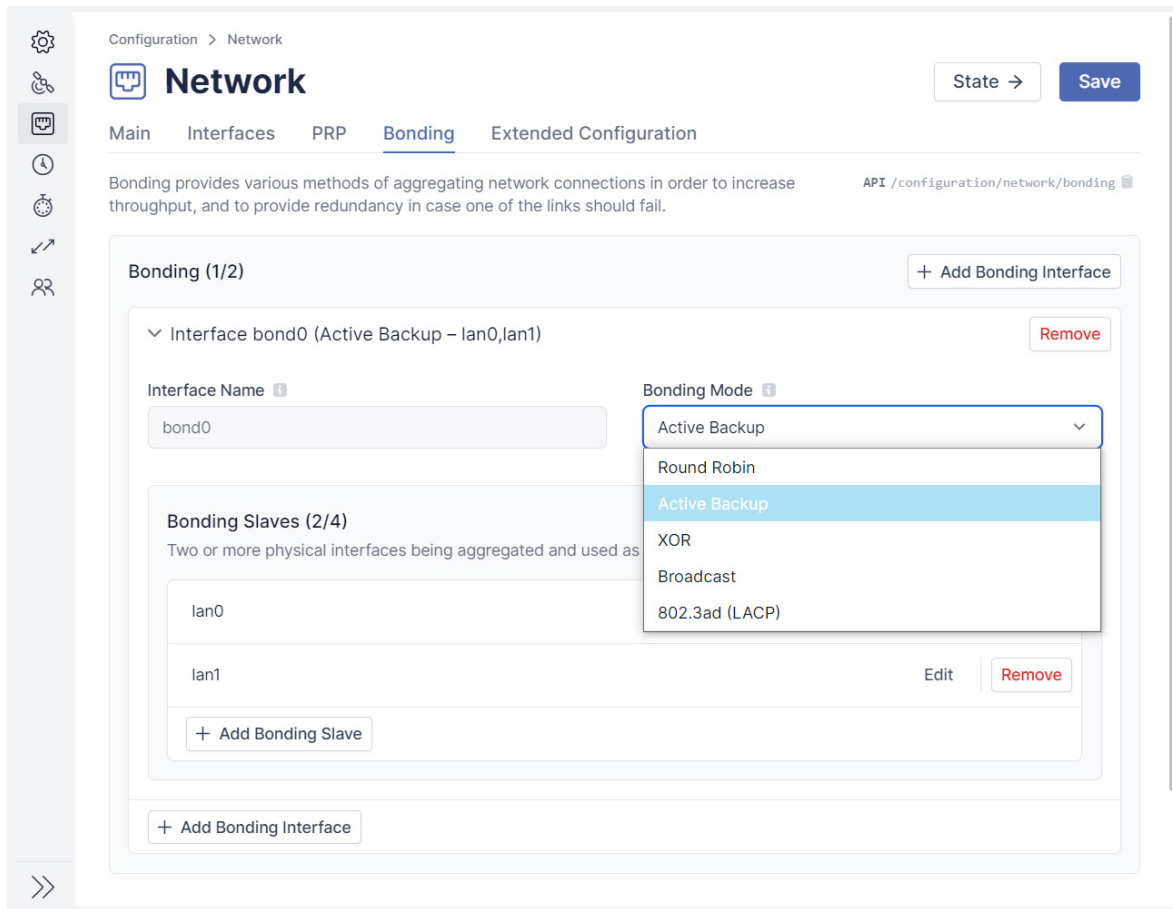 Configuration > Network
Network
State →
Save
Main
Interfaces
PRP
Bonding
Extended Configuration
Bonding provides various methods of aggregating network connections in order to increase
throughput, and to provide redundancy in case one of the links should fail.
API /configuration/network/bonding
Bonding (1/2)
+ Add Bonding Interface
Interface bond0 (Active Backup – lan0,lan1)
Remove
Interface Name
Bonding Mode
bond0
Active Backup
Round Robin
Active Backup
XOR
Broadcast
802.3ad (LACP)
Bonding Slaves (2/4)
Two or more physical interfaces being aggregated and used as
lan0
lan1
Edit
Remove
+ Add Bonding Slave
+ Add Bonding Interface